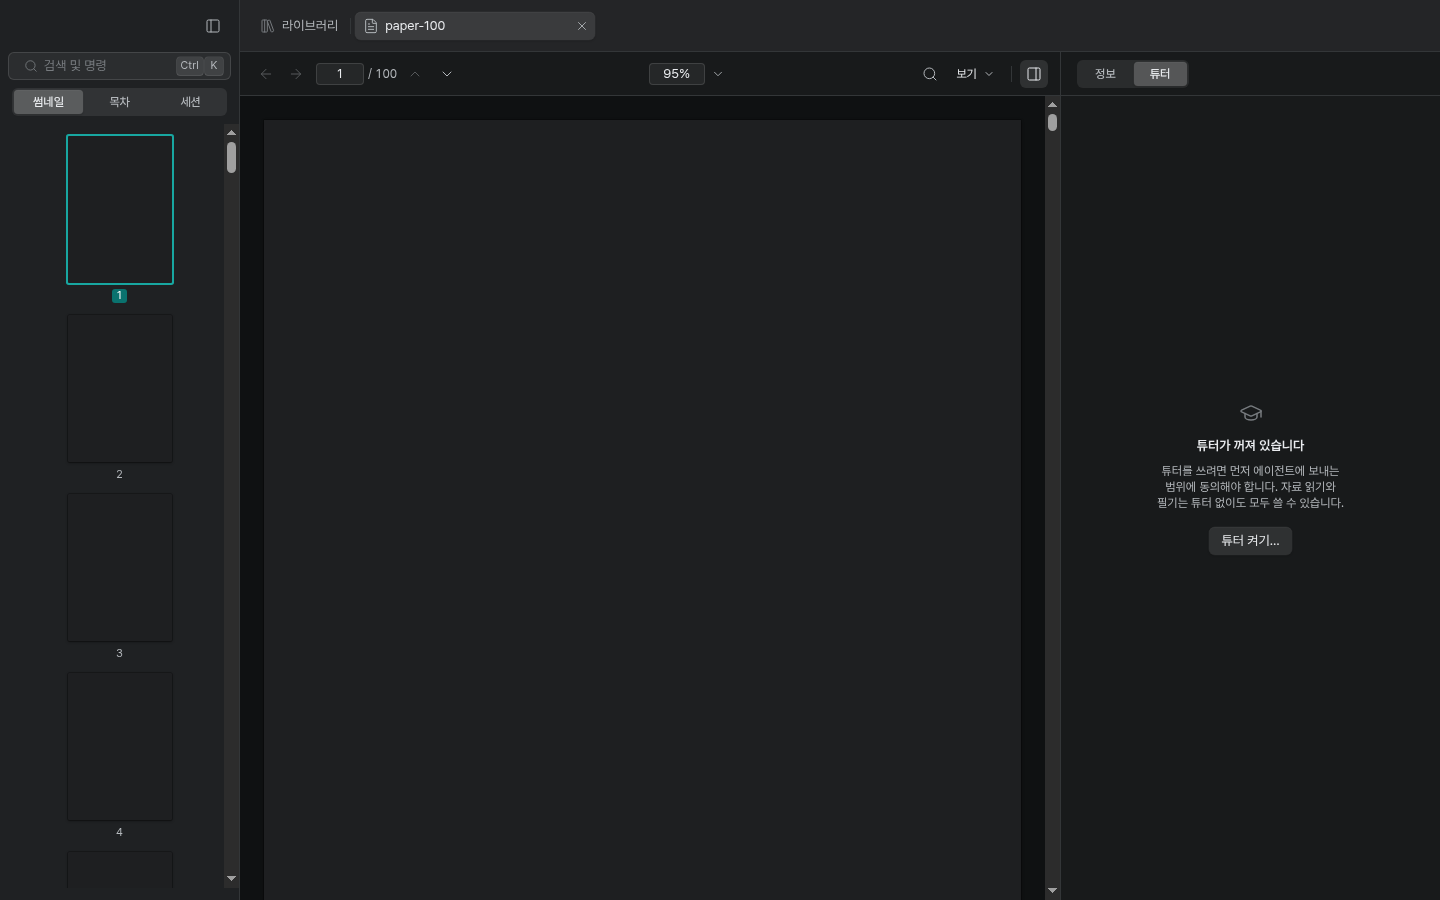 라이브러리
paper-100
검색 및 명령
Ctrl K
썸네일 목차 세션
1 / 100
95%
보기
정보 튜터
1
2
3
4
튜터가 꺼져 있습니다
튜터를 쓰려면 먼저 에이전트에 보내는
범위에 동의해야 합니다. 자료 읽기와
필기는 튜터 없이도 모두 쓸 수 있습니다.
튜터 켜기...